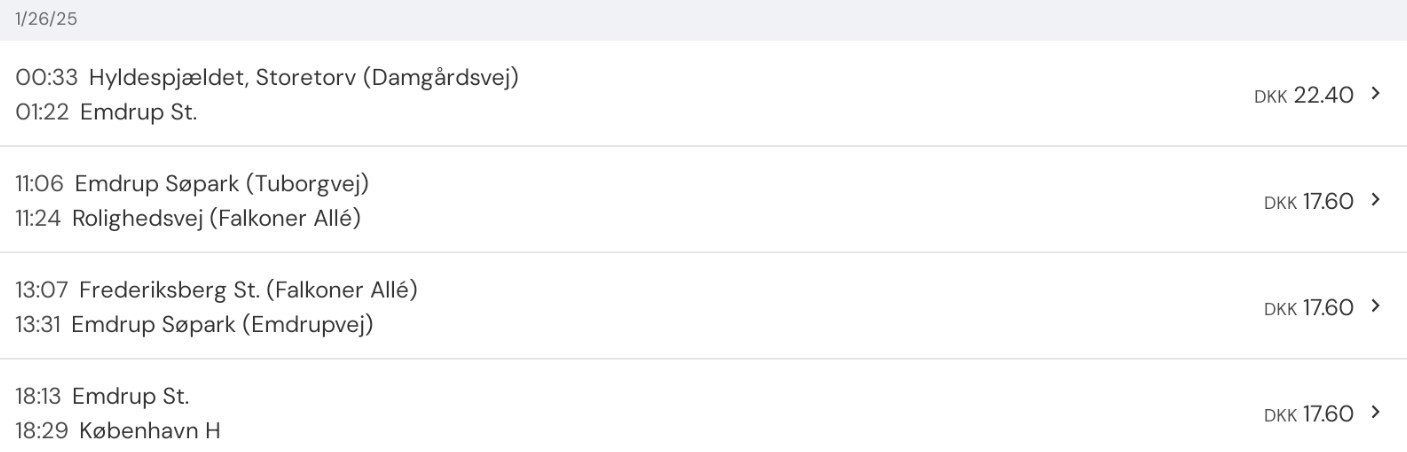 1/26/25
00:33 Hyldespjældet, Storetorv (Damgårdsvej)
01:22 Emdrup St.
DKK 22.40
11:06 Emdrup Søpark (Tuborgvej)
11:24 Rolighedsvej (Falkoner Allé)
DKK 17.60
13:07 Frederiksberg St. (Falkoner Allé)
13:31 Emdrup Søpark (Emdrupvej)
DKK 17.60
18:13 Emdrup St.
18:29 København H
DKK 17.60